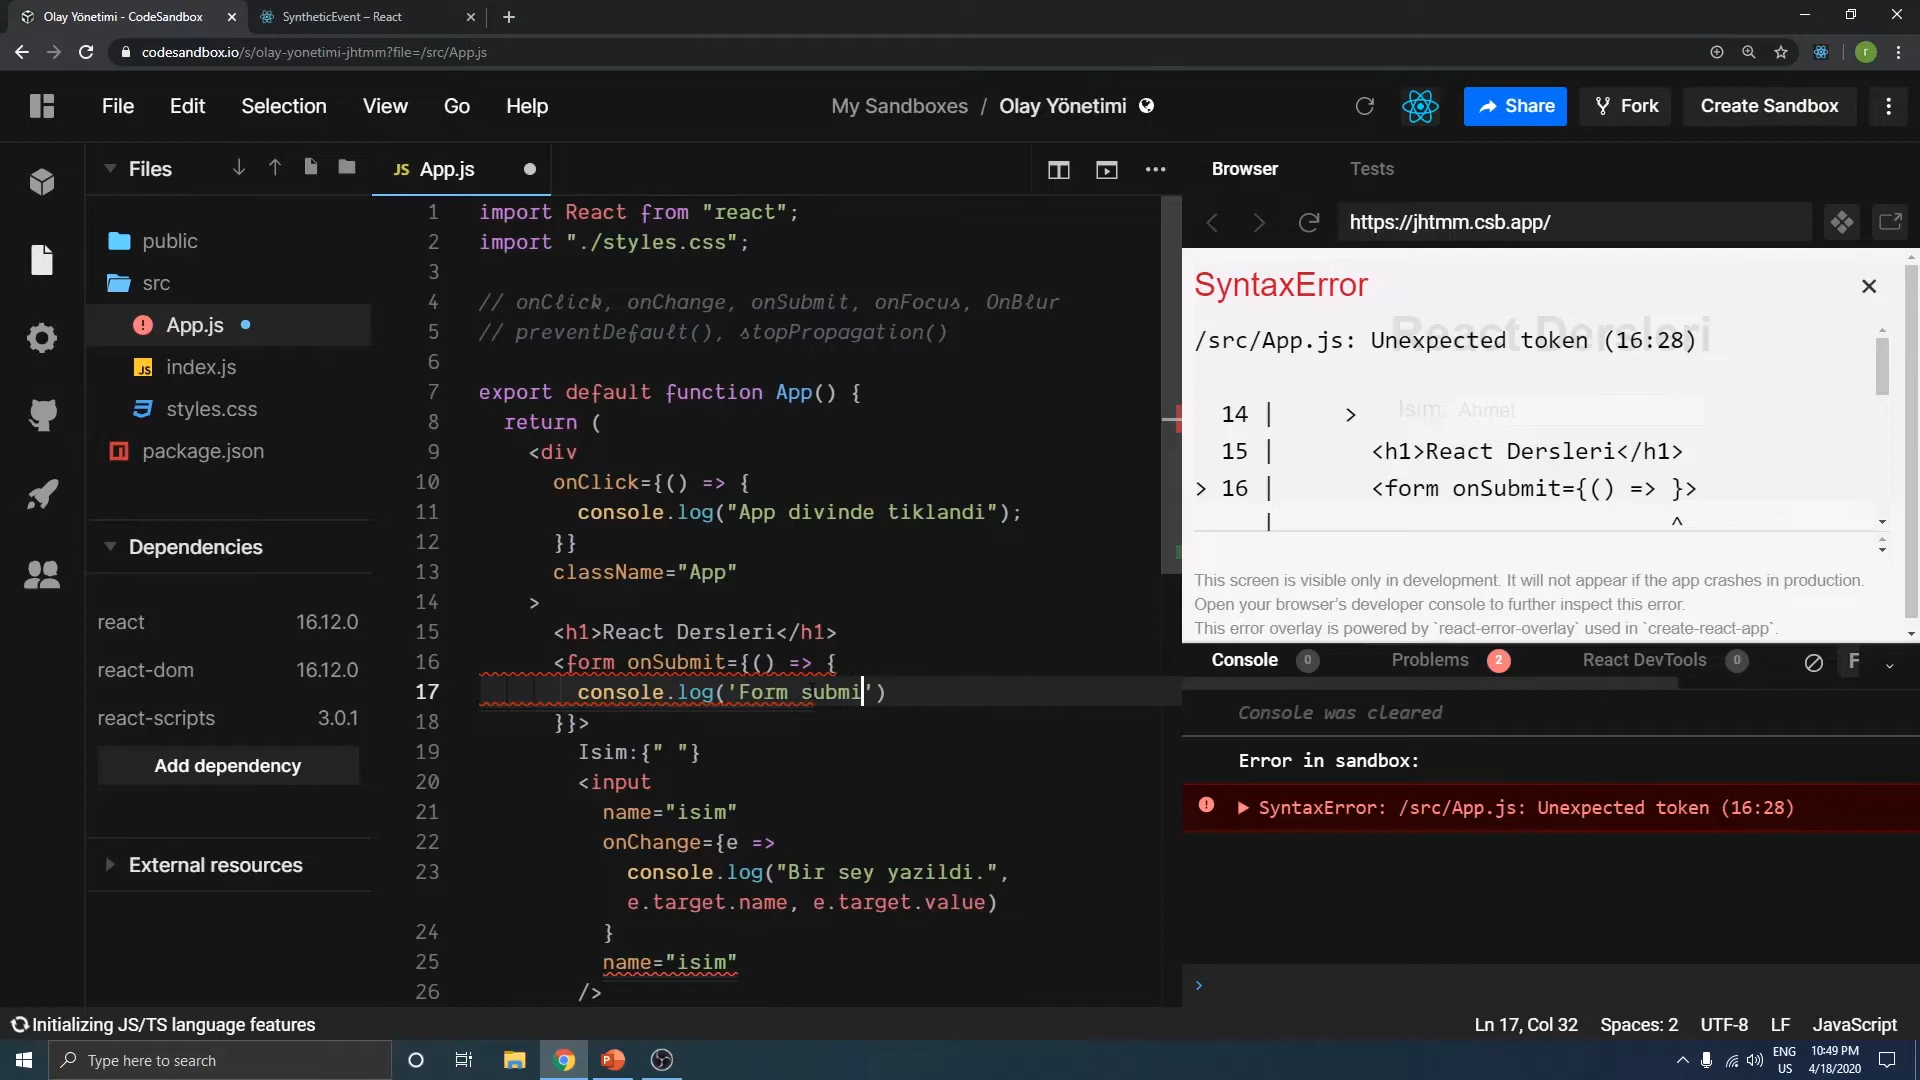 Olay Yönetimi - CodeSandbox
SyntheticEvent – React
codesandbox.io/s/olay-yonetimi-jhtmm?file=/src/App.js
r
File Edit Selection View Go Help
My Sandboxes / Olay Yönetimi
Share
Fork
Create Sandbox
Files
JS App.js
Browser
Tests
https://jhtmm.csb.app/
public
src
App.js
JS index.js
styles.css
package.json
Dependencies
react 16.12.0
react-dom 16.12.0
react-scripts 3.0.1
Add dependency
External resources
1 import React from "react";
2 import "./styles.css";
3
4 // onClick, onChange, onSubmit, onFocus, OnBlur
5 // preventDefault(), stopPropagation()
6
7 export default function App() {
8 return (
9 <div
10 onClick={() => {
11 console.log("App divinde tiklandi");
12 }}
13 className="App"
14 >
15 <h1>React Dersleri</h1>
16 <form onSubmit={() => {
17 console.log('Form submi')
18 }}>
19 Isim:{" "}
20 <input
21 name="isim"
22 onChange={e =>
23 console.log("Bir sey yazildi.",
e.target.name, e.target.value)
24 }
25 name="isim"
26 />
SyntaxError
React Dersleri
/src/App.js: Unexpected token (16:28)
Isim: Ahmet
14 | >
15 | <h1>React Dersleri</h1>
> 16 | <form onSubmit={() => }>
| ^
This screen is visible only in development. It will not appear if the app crashes in production.
Open your browser's developer console to further inspect this error.
This error overlay is powered by `react-error-overlay` used in `create-react-app`.
Console 0
Problems 2
React DevTools 0
F
Console was cleared
Error in sandbox:
SyntaxError: /src/App.js: Unexpected token (16:28)
Initializing JS/TS language features
Ln 17, Col 32 Spaces: 2 UTF-8 LF JavaScript
Type here to search
ENG
US
10:49 PM
4/18/2020